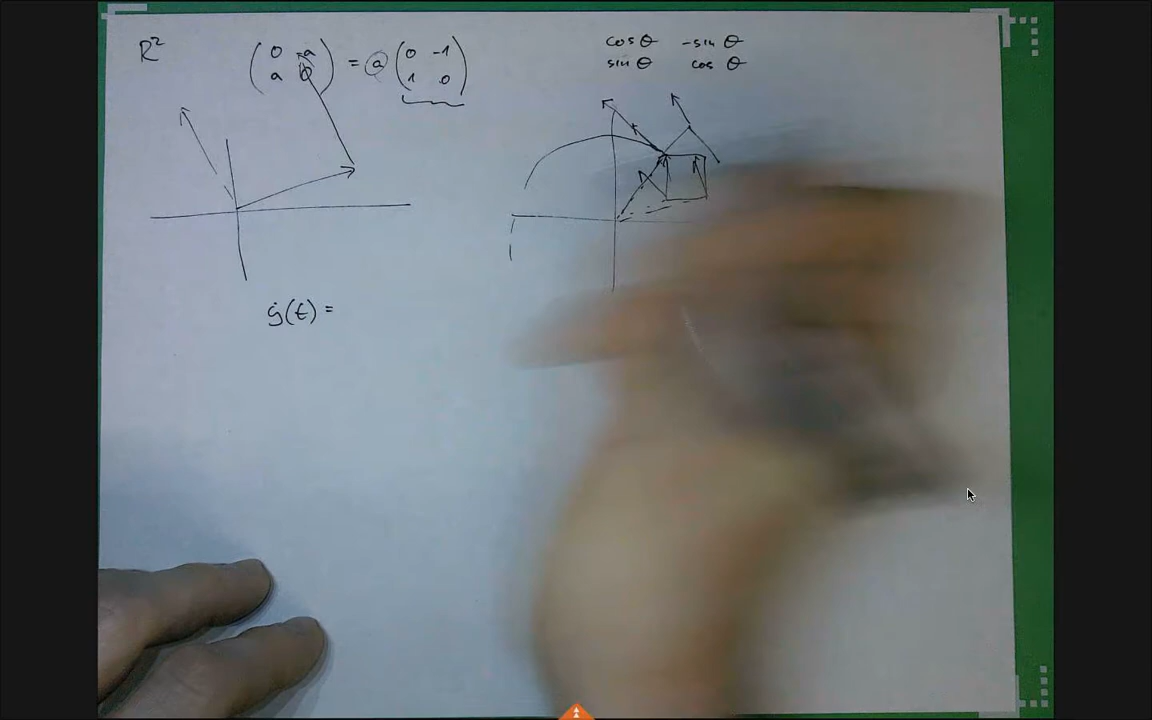 R²
( 0 -a ) = a ( 0 -1 )
( a 0 ) ( 1 0 )
cos θ -sin θ
sin θ cos θ
ġ(t) =